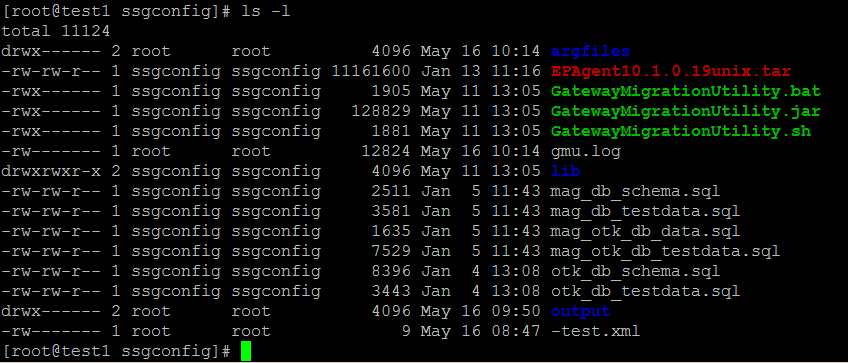 [root@test1 ssgconfig]# ls -l
total 11124
drwx------ 2 root      root          4096 May 16 10:14 argfiles
-rw-rw-r-- 1 ssgconfig ssgconfig 11161600 Jan 13 11:16 EPAgent10.1.0.19unix.tar
-rwx------ 1 ssgconfig ssgconfig     1905 May 11 13:05 GatewayMigrationUtility.bat
-rwx------ 1 ssgconfig ssgconfig   128829 May 11 13:05 GatewayMigrationUtility.jar
-rwx------ 1 ssgconfig ssgconfig     1881 May 11 13:05 GatewayMigrationUtility.sh
-rw------- 1 root      root         12824 May 16 10:14 gmu.log
drwxrwxr-x 2 ssgconfig ssgconfig     4096 May 11 13:05 lib
-rw-rw-r-- 1 ssgconfig ssgconfig     2511 Jan  5 11:43 mag_db_schema.sql
-rw-rw-r-- 1 ssgconfig ssgconfig     3581 Jan  5 11:43 mag_db_testdata.sql
-rw-rw-r-- 1 ssgconfig ssgconfig     1635 Jan  5 11:43 mag_otk_db_data.sql
-rw-rw-r-- 1 ssgconfig ssgconfig     7529 Jan  5 11:43 mag_otk_db_testdata.sql
-rw-rw-r-- 1 ssgconfig ssgconfig     8396 Jan  4 13:08 otk_db_schema.sql
-rw-rw-r-- 1 ssgconfig ssgconfig     3443 Jan  4 13:08 otk_db_testdata.sql
drwx------ 2 root      root          4096 May 16 09:50 output
-rw------- 1 root      root             9 May 16 08:47 -test.xml
[root@test1 ssgconfig]#